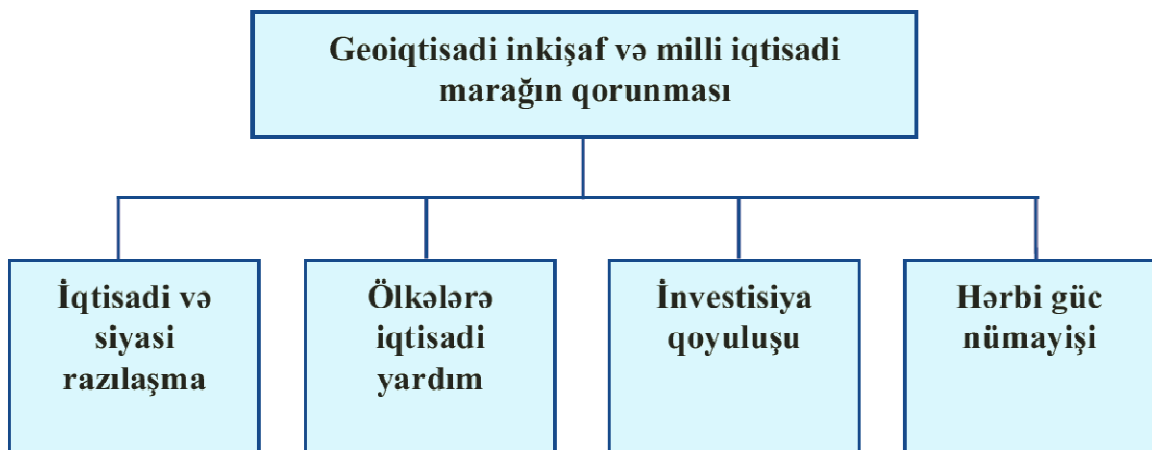 Geoiqtisadi inkişaf və milli iqtisadi
marağın qorunması
İqtisadi və
siyasi
razılaşma
Ölkələrə
iqtisadi
yardım
İnvestisiya
qoyuluşu
Hərbi güc
nümayişi